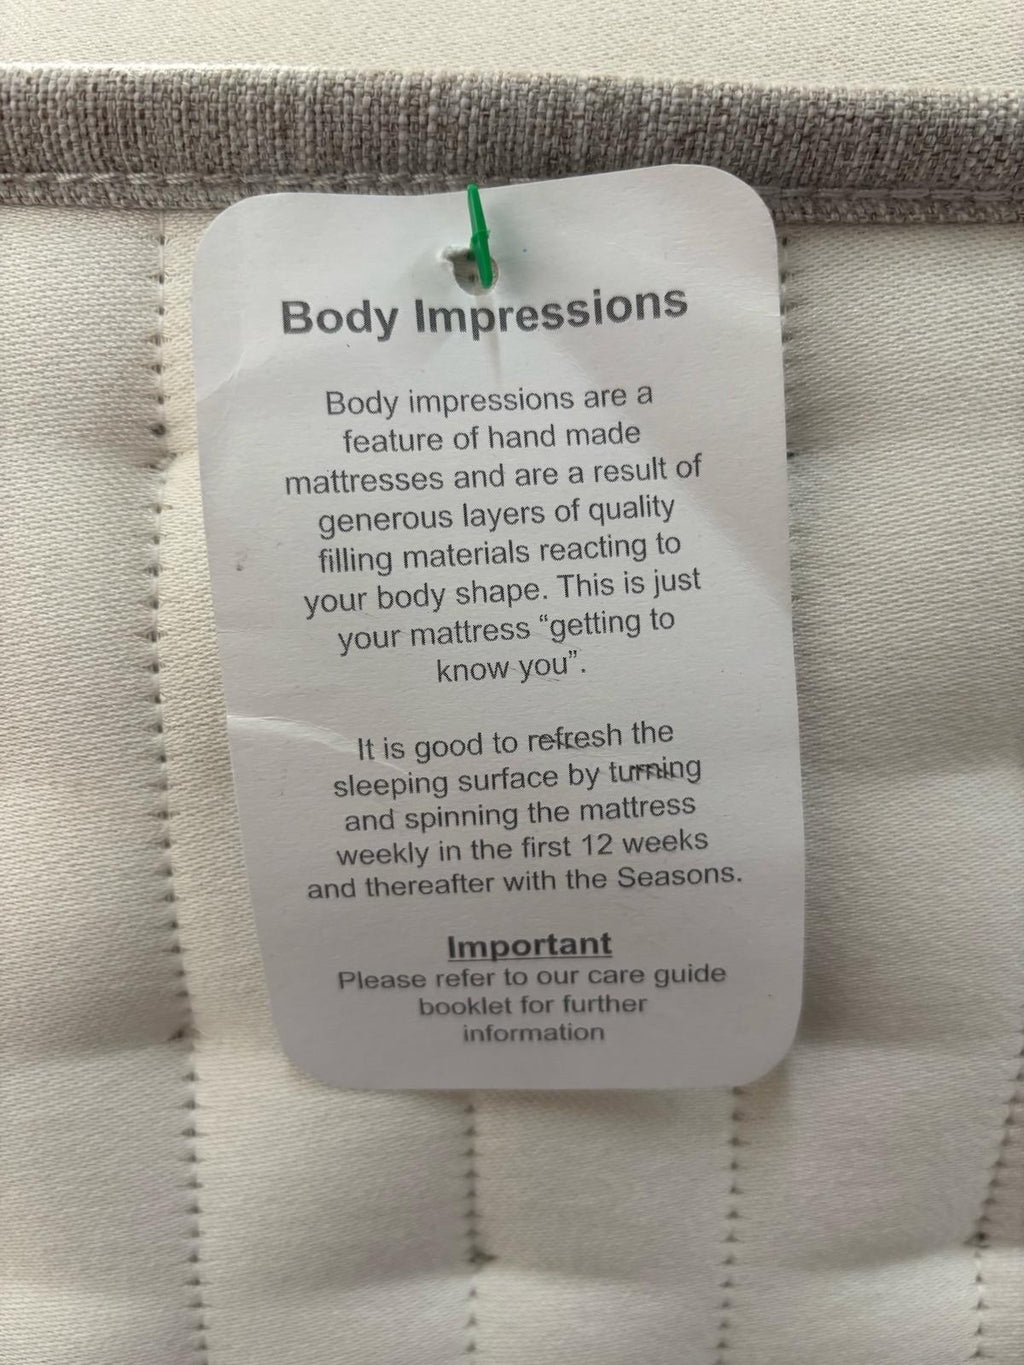 Body Impressions
Body impressions are a
feature of hand made
mattresses and are a result of
generous layers of quality
filling materials reacting to
your body shape. This is just
your mattress “getting to
know you”.
It is good to refresh the
sleeping surface by turning
and spinning the mattress
weekly in the first 12 weeks
and thereafter with the Seasons.
Important
Please refer to our care guide
booklet for further
information